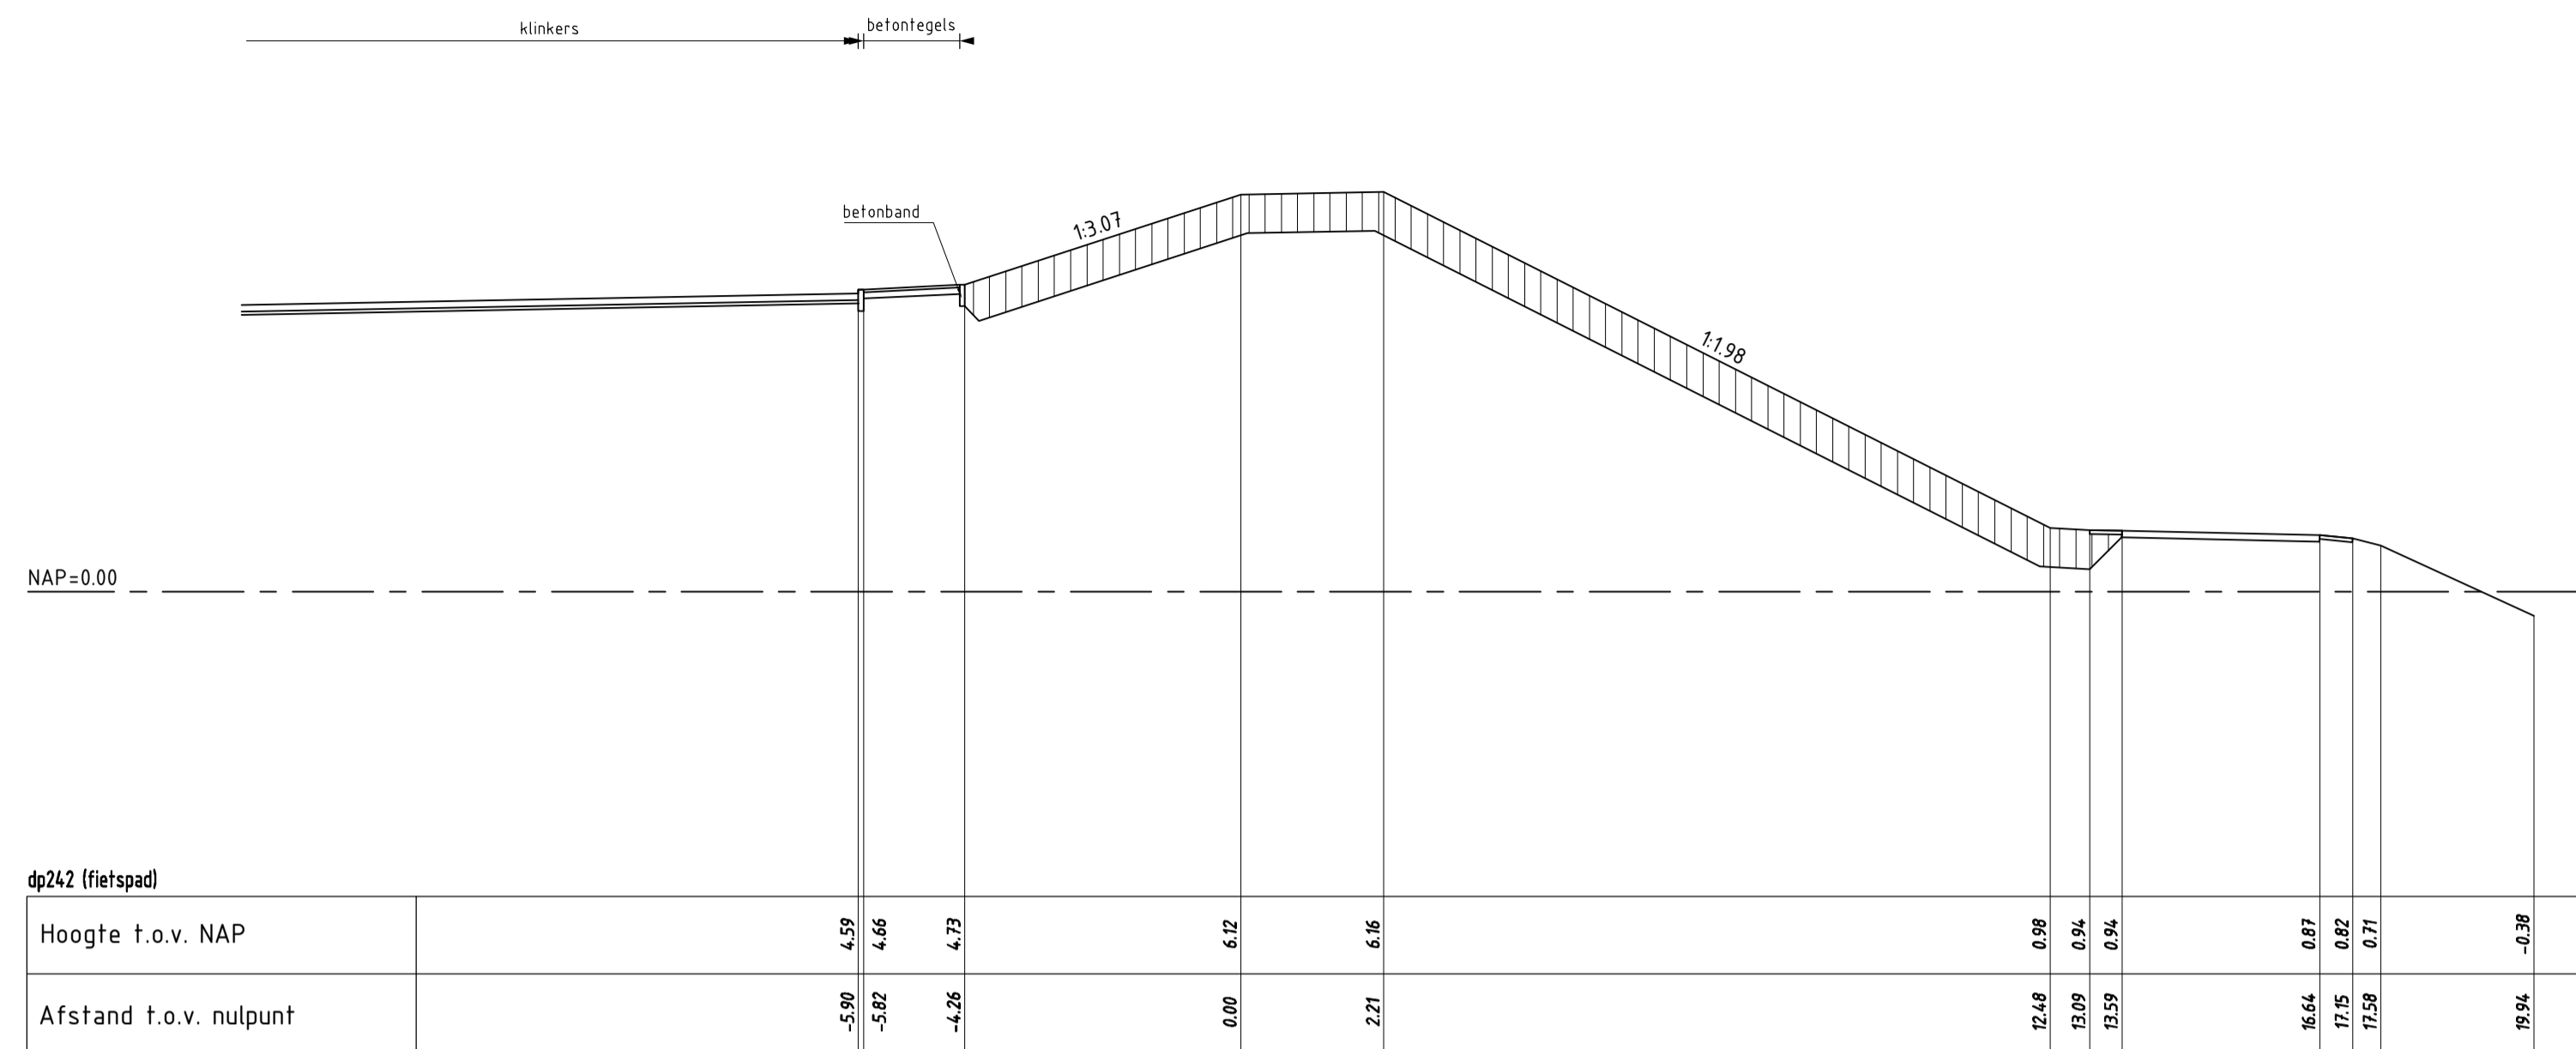 betontegels
klinkers
betonband
1:3.07
1:1.98
NAP=0.00
dp242 (fietspad)
Hoogte t.o.v. NAP 4.59 4.66 4.73 6.12 6.16 0.98 0.94 0.94 0.87 0.82 0.71 -0.38
Afstand t.o.v. nulpunt -5.90 -5.82 -4.26 0.00 2.21 12.48 13.09 13.59 16.64 17.15 17.58 19.94